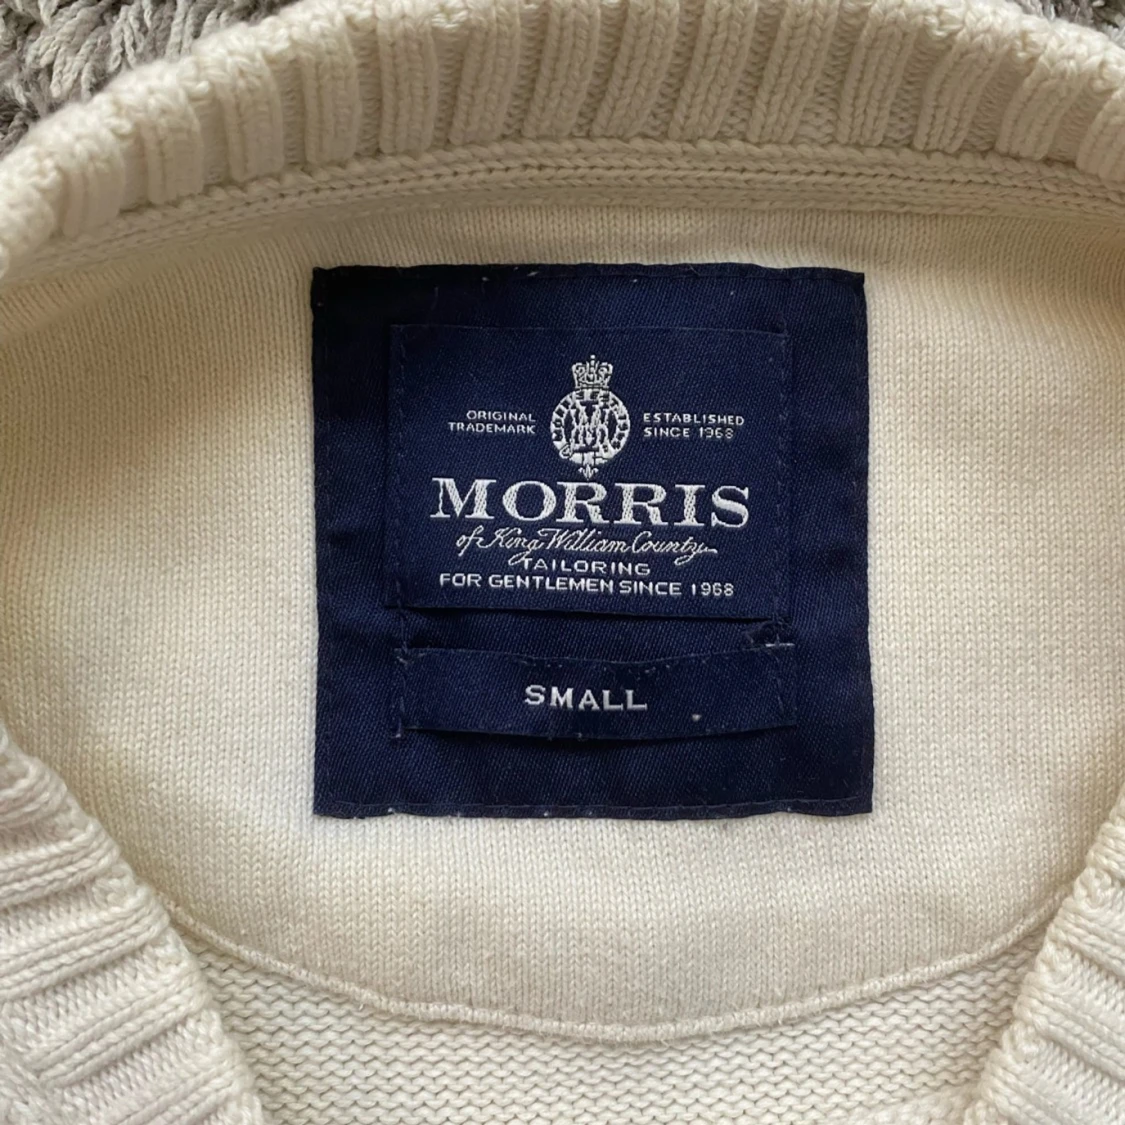 ORIGINAL
TRADEMARK
ESTABLISHED
SINCE 1968
MORRIS
of King William County
TAILORING
FOR GENTLEMEN SINCE 1968
SMALL